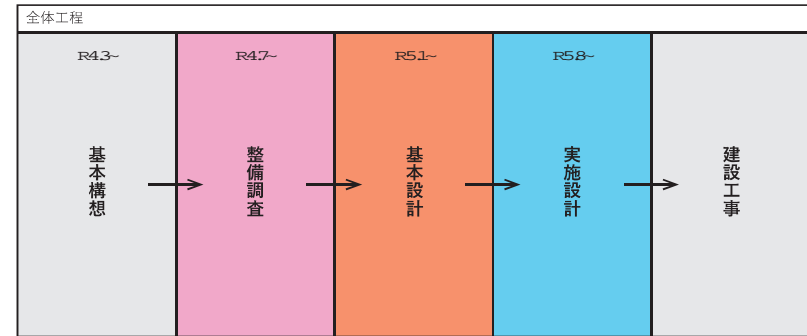 全体工程
R4.3~
R4.7~
R5.1~
R5.8~
基本構想
整備調査
基本設計
実施設計
建設工事